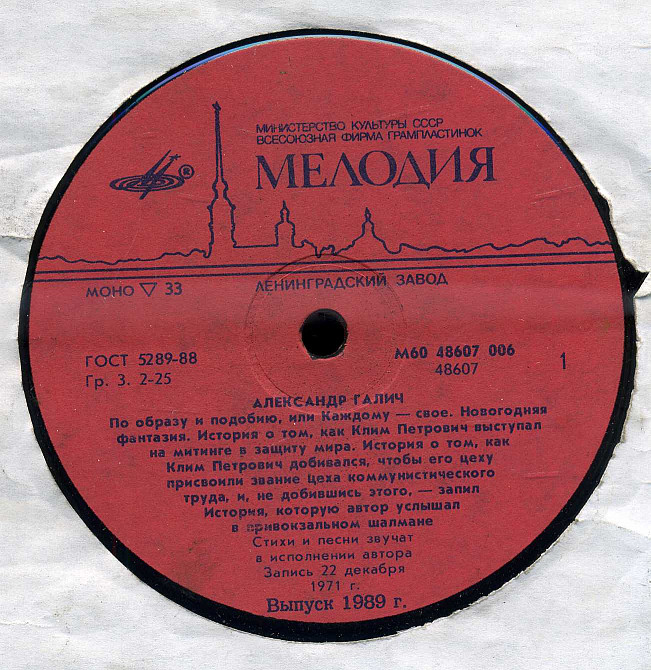 МИНИСТЕРСТВО КУЛЬТУРЫ СССР
ВСЕСОЮЗНАЯ ФИРМА ГРАМПЛАСТИНОК
МЕЛОДИЯ
®
МОНО ▽ 33
ЛЕНИНГРАДСКИЙ ЗАВОД
ГОСТ 5289-88
Гр. 3. 2-25
М60 48607 006
48607
1
АЛЕКСАНДР ГАЛИЧ
По образу и подобию, или Каждому — свое. Новогодняя
фантазия. История о том, как Клим Петрович выступал
на митинге в защиту мира. История о том, как
Клим Петрович добивался, чтобы его цеху
присвоили звание Цеха коммунистического
труда, и, не добившись этого, — запил
История, которую автор услышал
в привокзальном шалмане
Стихи и песни звучат
в исполнении автора
Запись 22 декабря
1971 г.
Выпуск 1989 г.